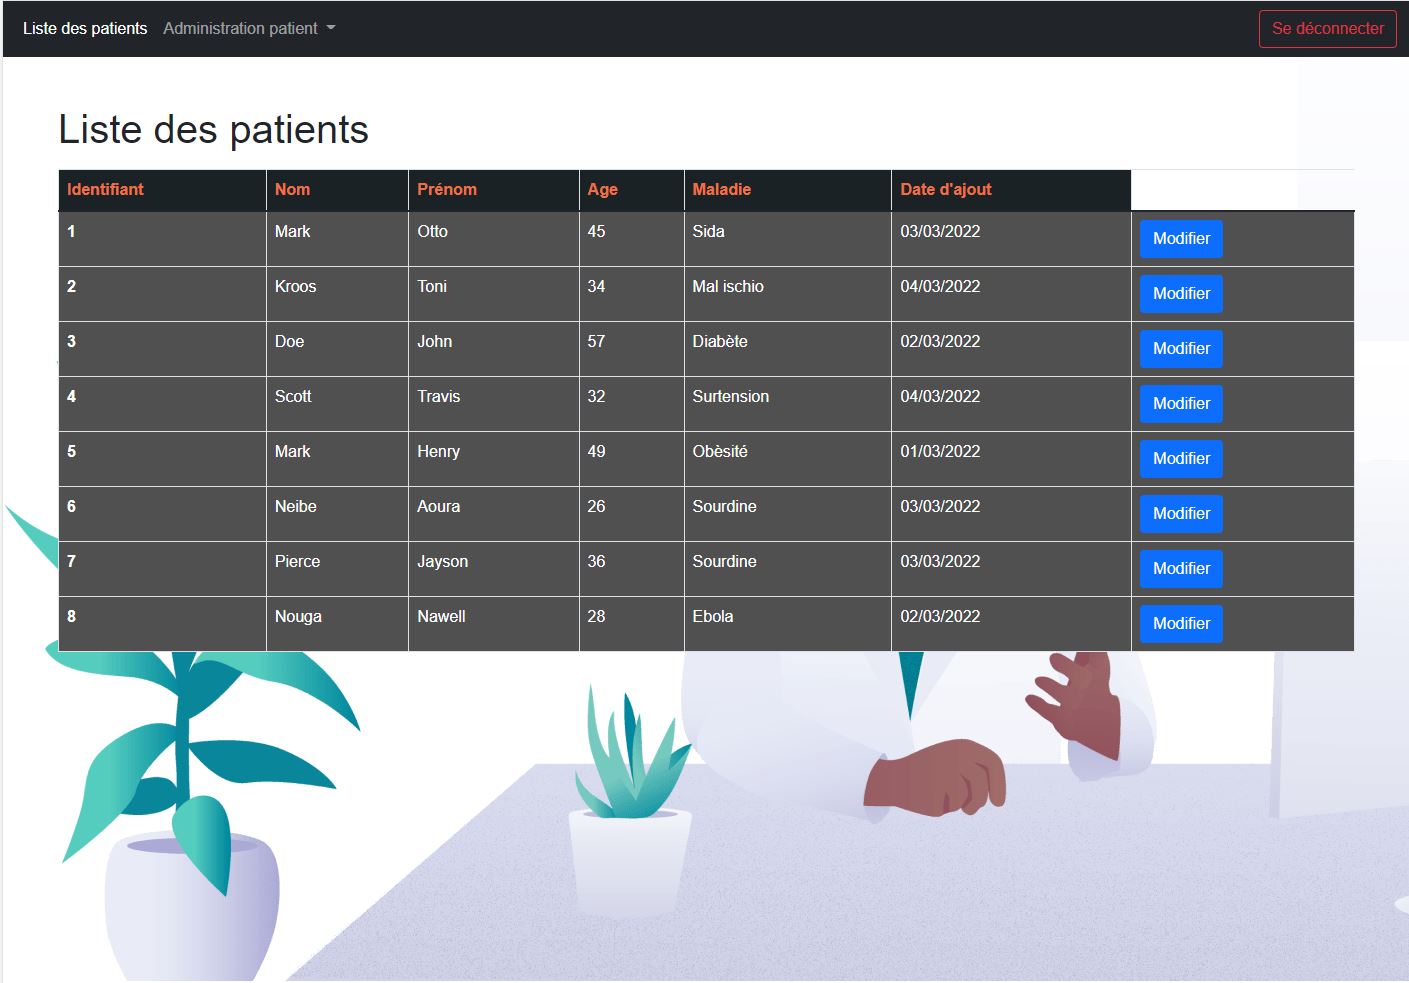 Liste des patients Administration patient Se déconnecter
Liste des patients
Identifiant Nom Prénom Age Maladie Date d'ajout
1 Mark Otto 45 Sida 03/03/2022 Modifier
2 Kroos Toni 34 Mal ischio 04/03/2022 Modifier
3 Doe John 57 Diabète 02/03/2022 Modifier
4 Scott Travis 32 Surtension 04/03/2022 Modifier
5 Mark Henry 49 Obèsité 01/03/2022 Modifier
6 Neibe Aoura 26 Sourdine 03/03/2022 Modifier
7 Pierce Jayson 36 Sourdine 03/03/2022 Modifier
8 Nouga Nawell 28 Ebola 02/03/2022 Modifier